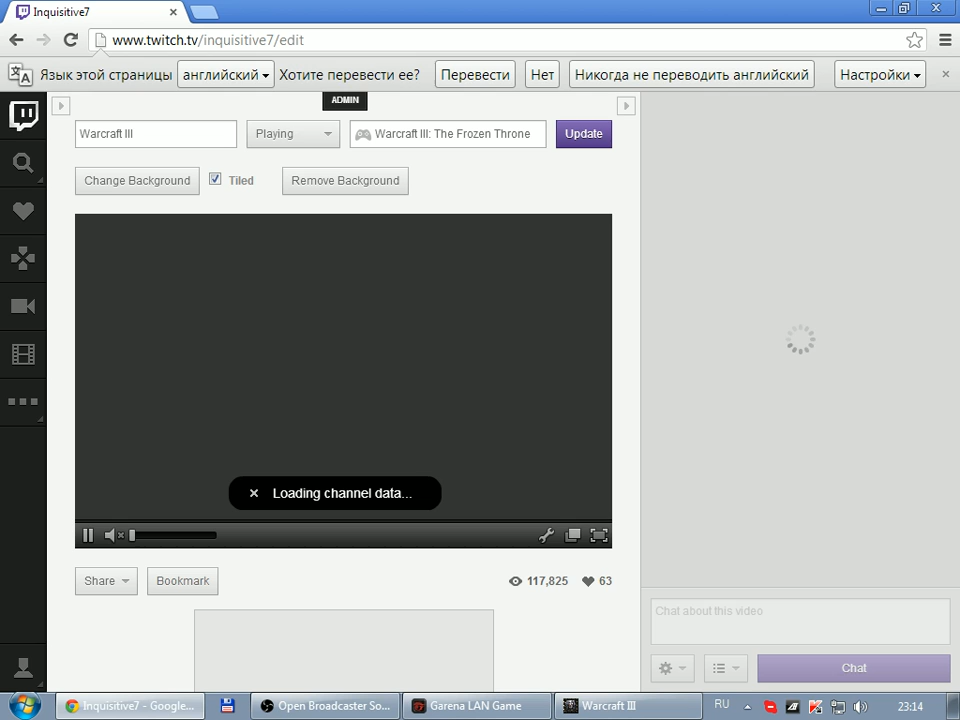 Inquisitive7
www.twitch.tv/inquisitive7/edit
Язык этой страницы английский Хотите перевести ее? Перевести Нет Никогда не переводить английский Настройки
ADMIN
Warcraft III Playing Warcraft III: The Frozen Throne Update
Change Background Tiled Remove Background
Loading channel data...
Share Bookmark 117,825 63
Chat about this video
Chat
Inquisitive7 - Google... Open Broadcaster So... Garena LAN Game Warcraft III RU 23:14